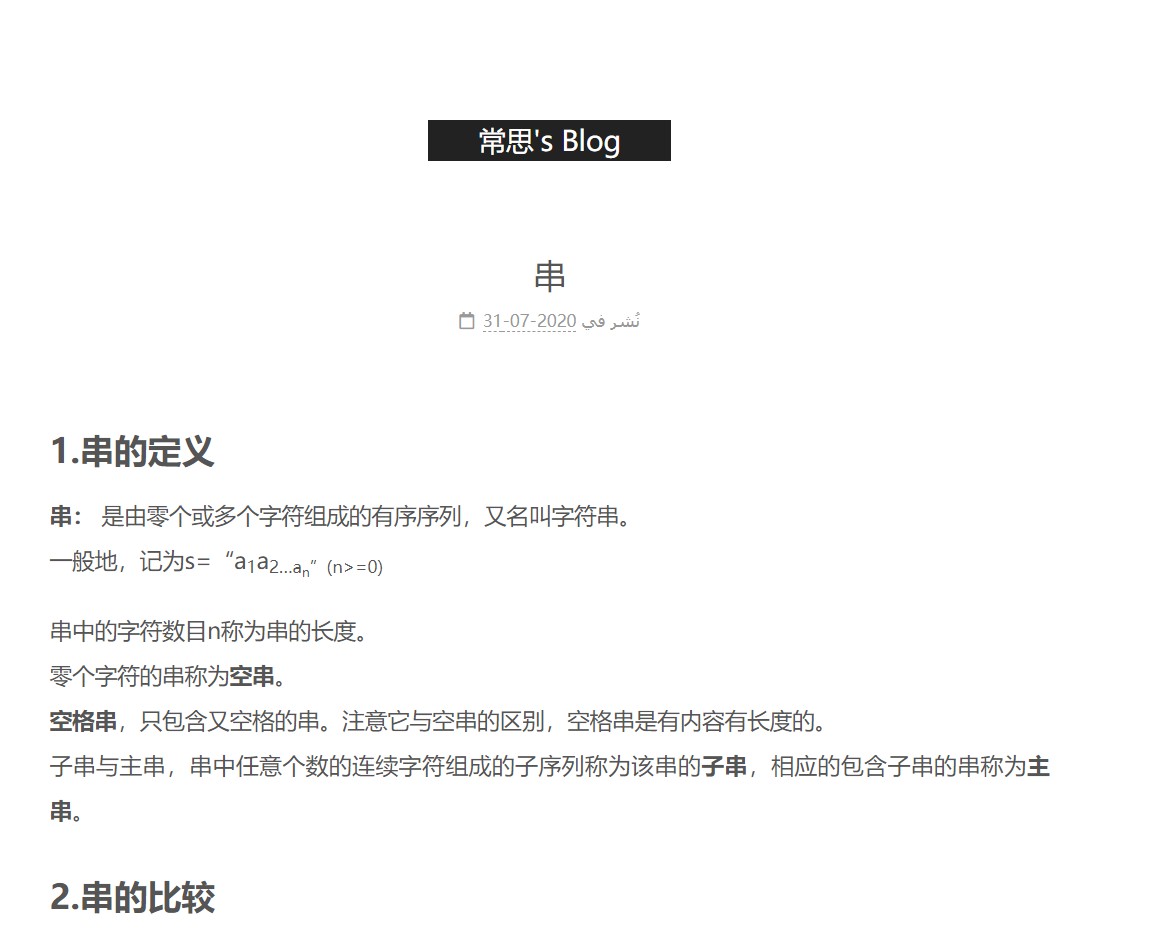 常思's Blog
串
نُشر في 31-07-2020
1.串的定义
串： 是由零个或多个字符组成的有序序列，又名叫字符串。
一般地，记为s=“a1a2…an”(n>=0)
串中的字符数目n称为串的长度。
零个字符的串称为空串。
空格串，只包含又空格的串。注意它与空串的区别，空格串是有内容有长度的。
子串与主串，串中任意个数的连续字符组成的子序列称为该串的子串，相应的包含子串的串称为主
串。
2.串的比较